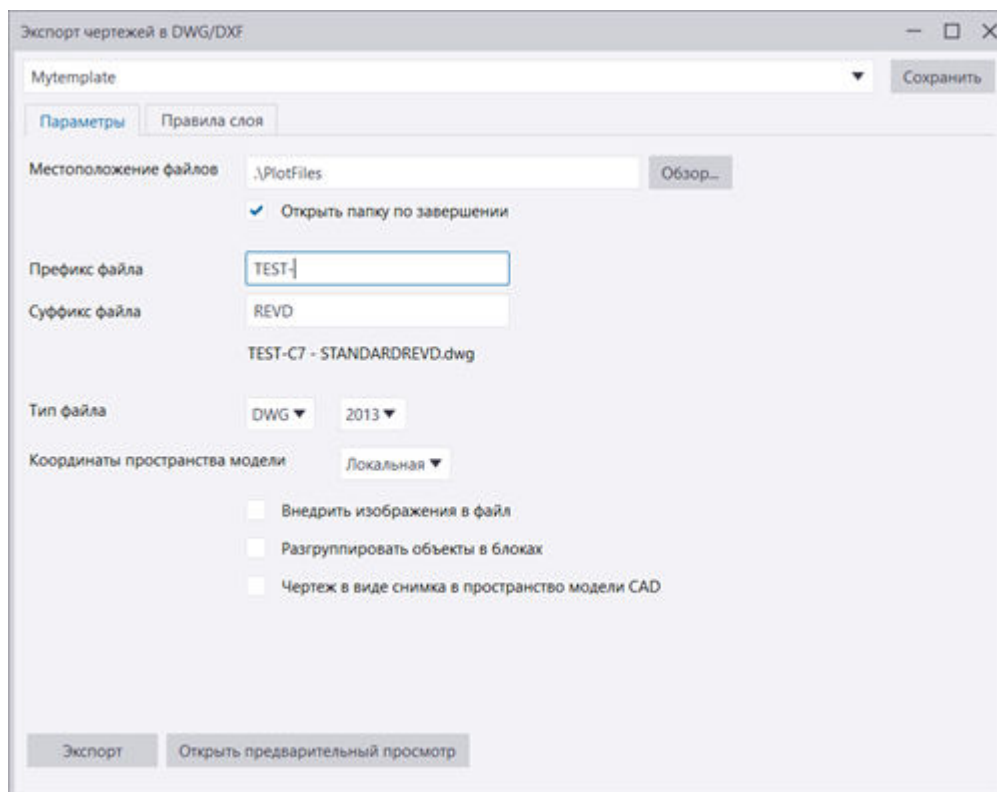 Экспорт чертежей в DWG/DXF
Mytemplate Сохранить
Параметры Правила слоя
Местоположение файлов .\PlotFiles Обзор...
Открыть папку по завершении
Префикс файла TEST-
Суффикс файла REVD
TEST-C7 - STANDARDREVD.dwg
Тип файла DWG 2013
Координаты пространства модели Локальная
Внедрить изображения в файл
Разгруппировать объекты в блоках
Чертеж в виде снимка в пространство модели CAD
Экспорт Открыть предварительный просмотр